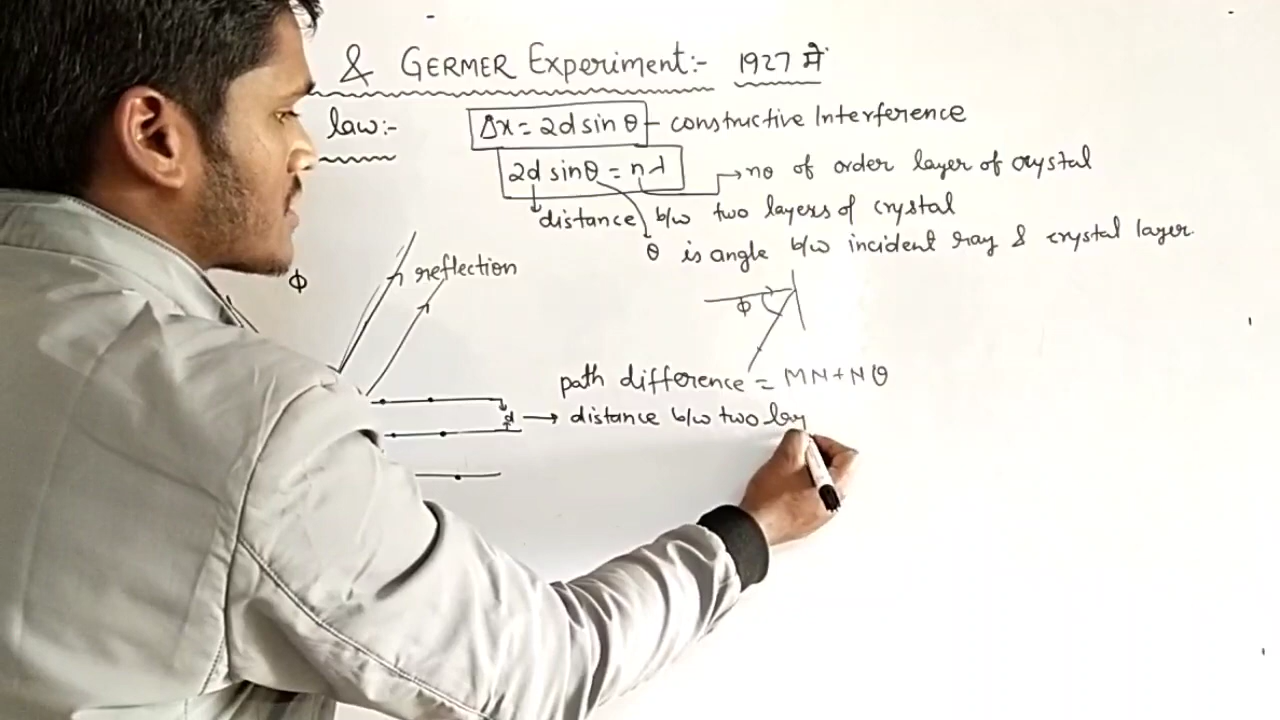 & GERMER Experiment:- 1927 में
law:-
Δx = 2d sin θ - constructive Interference
2d sinθ = nλ
no of order layer of crystal
distance b/w two layers of crystal
θ is angle b/w incident ray & crystal layer.
Φ
reflection
Φ
path difference = MN + NO
d → distance b/w two lay